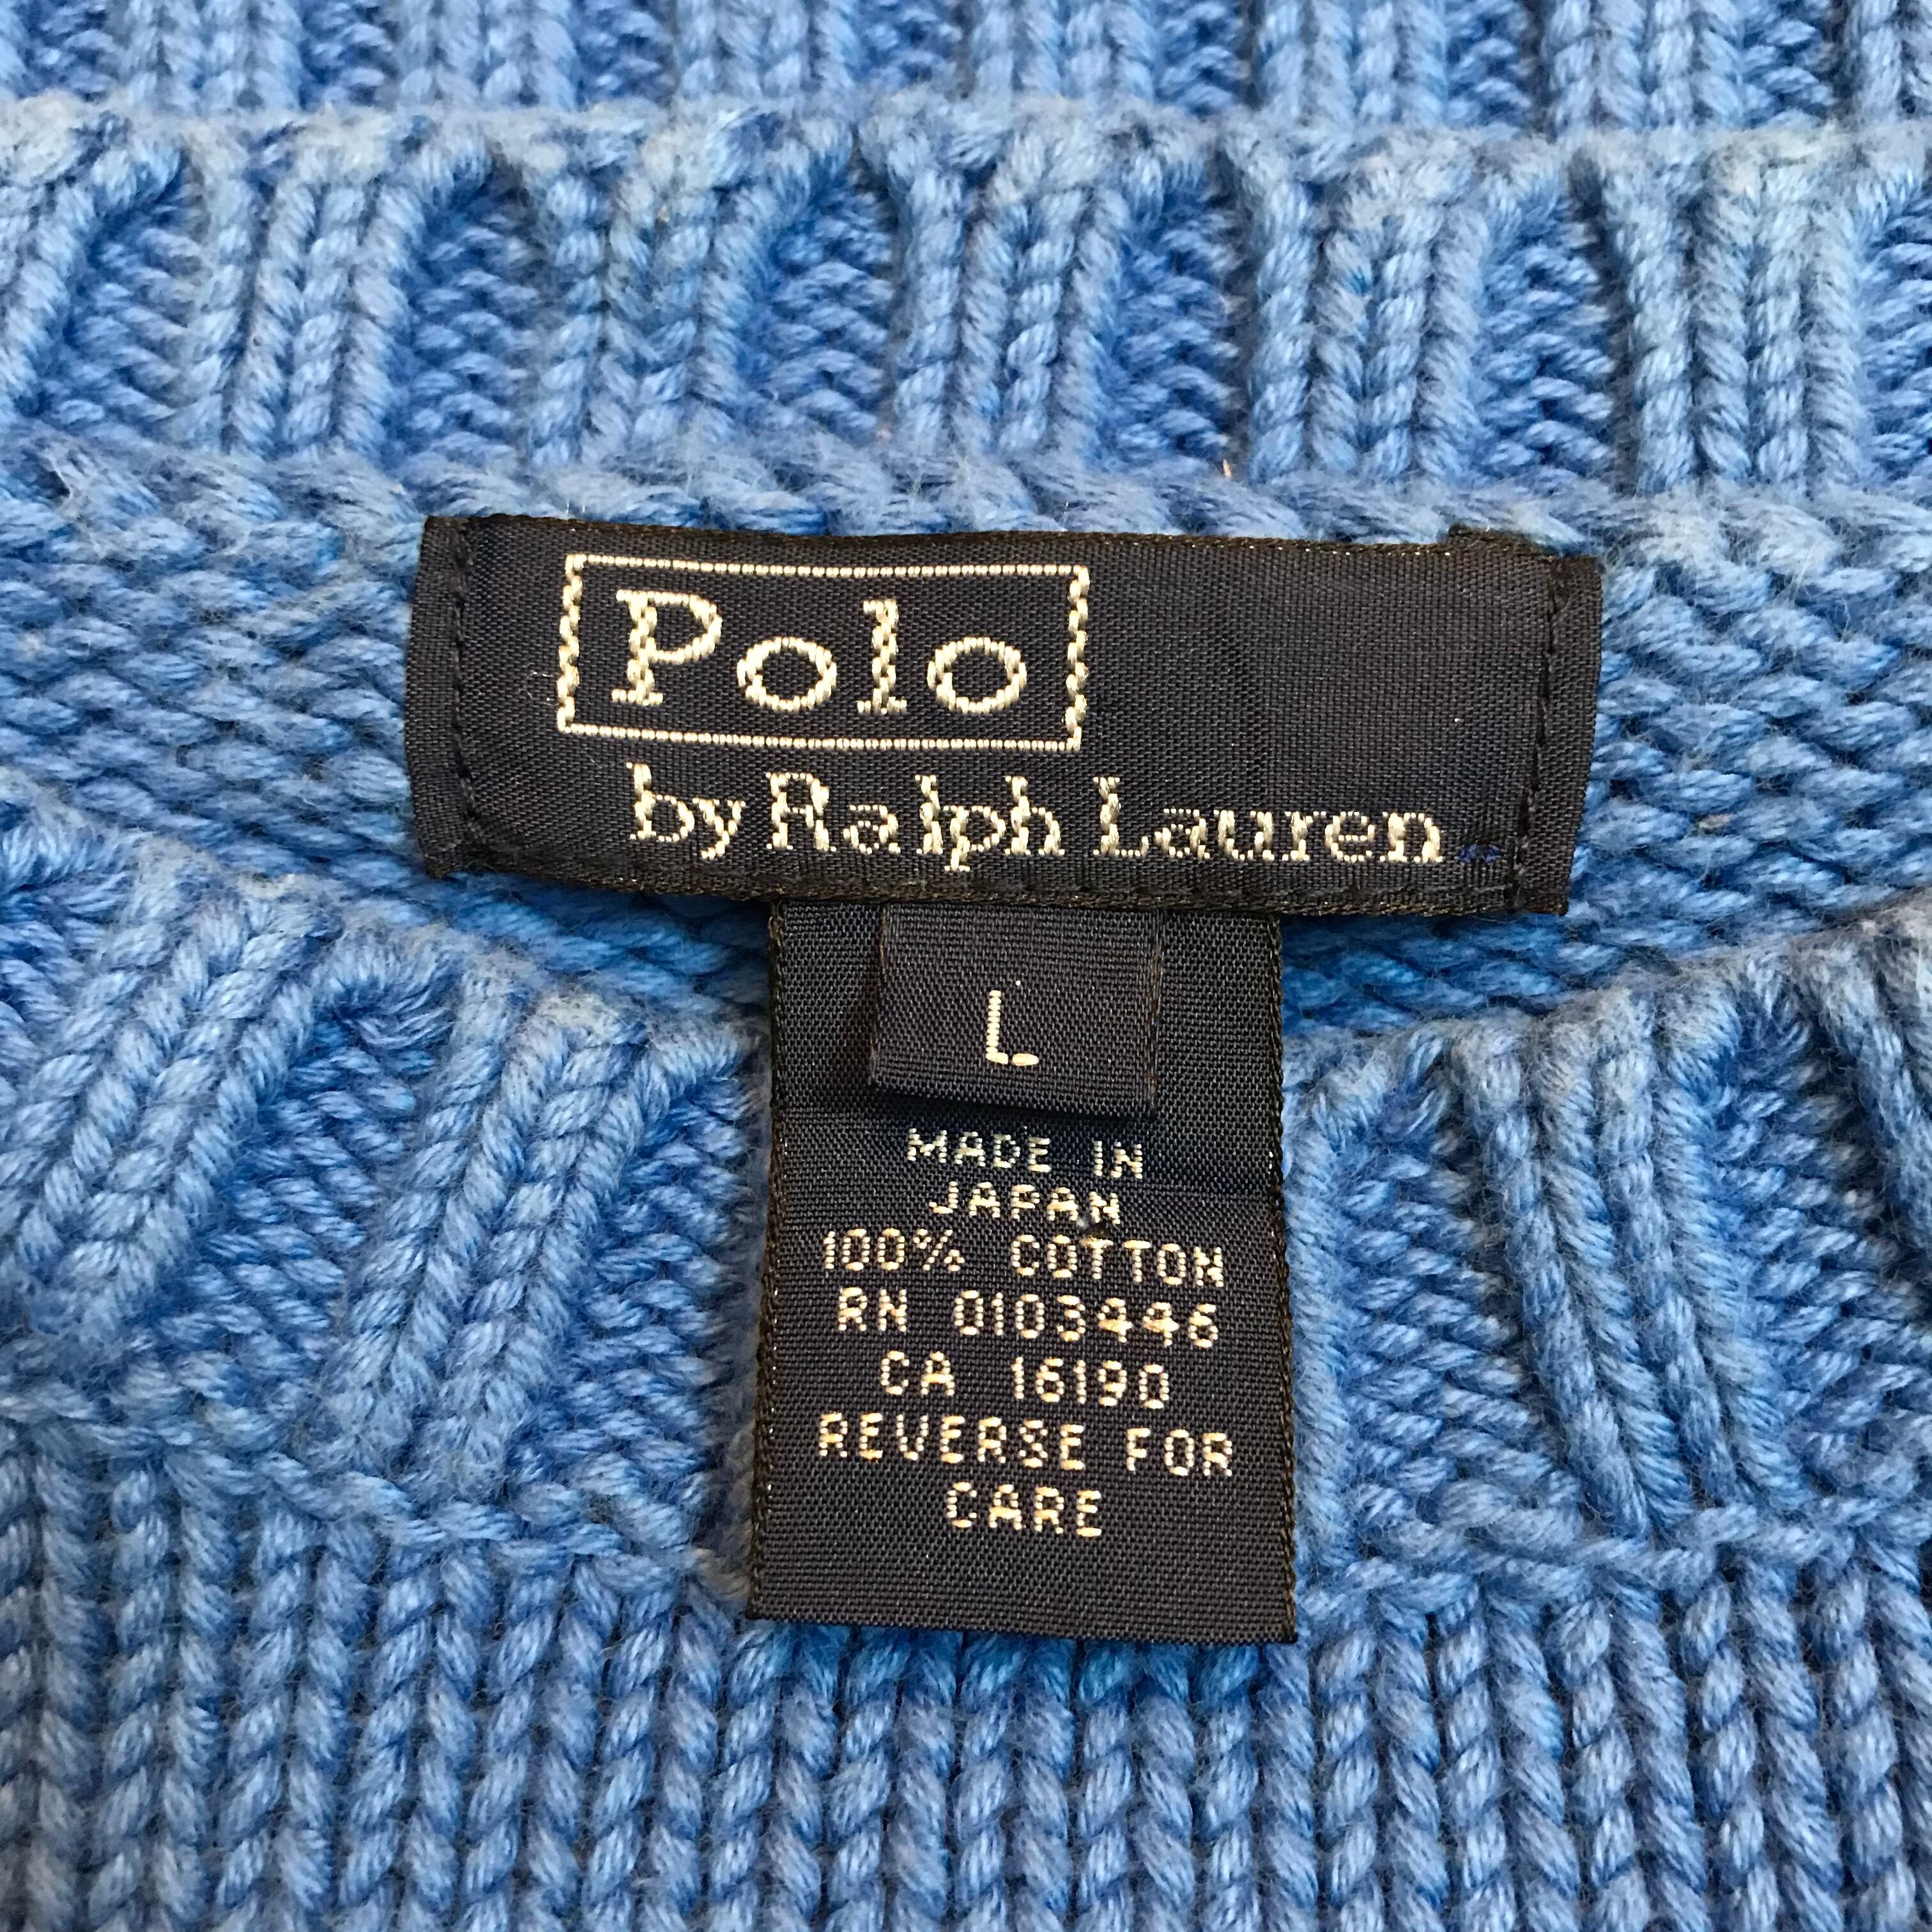 Polo
by Ralph Lauren
L
MADE IN
JAPAN
100% COTTON
RN 0103446
CA 16190
REVERSE FOR
CARE